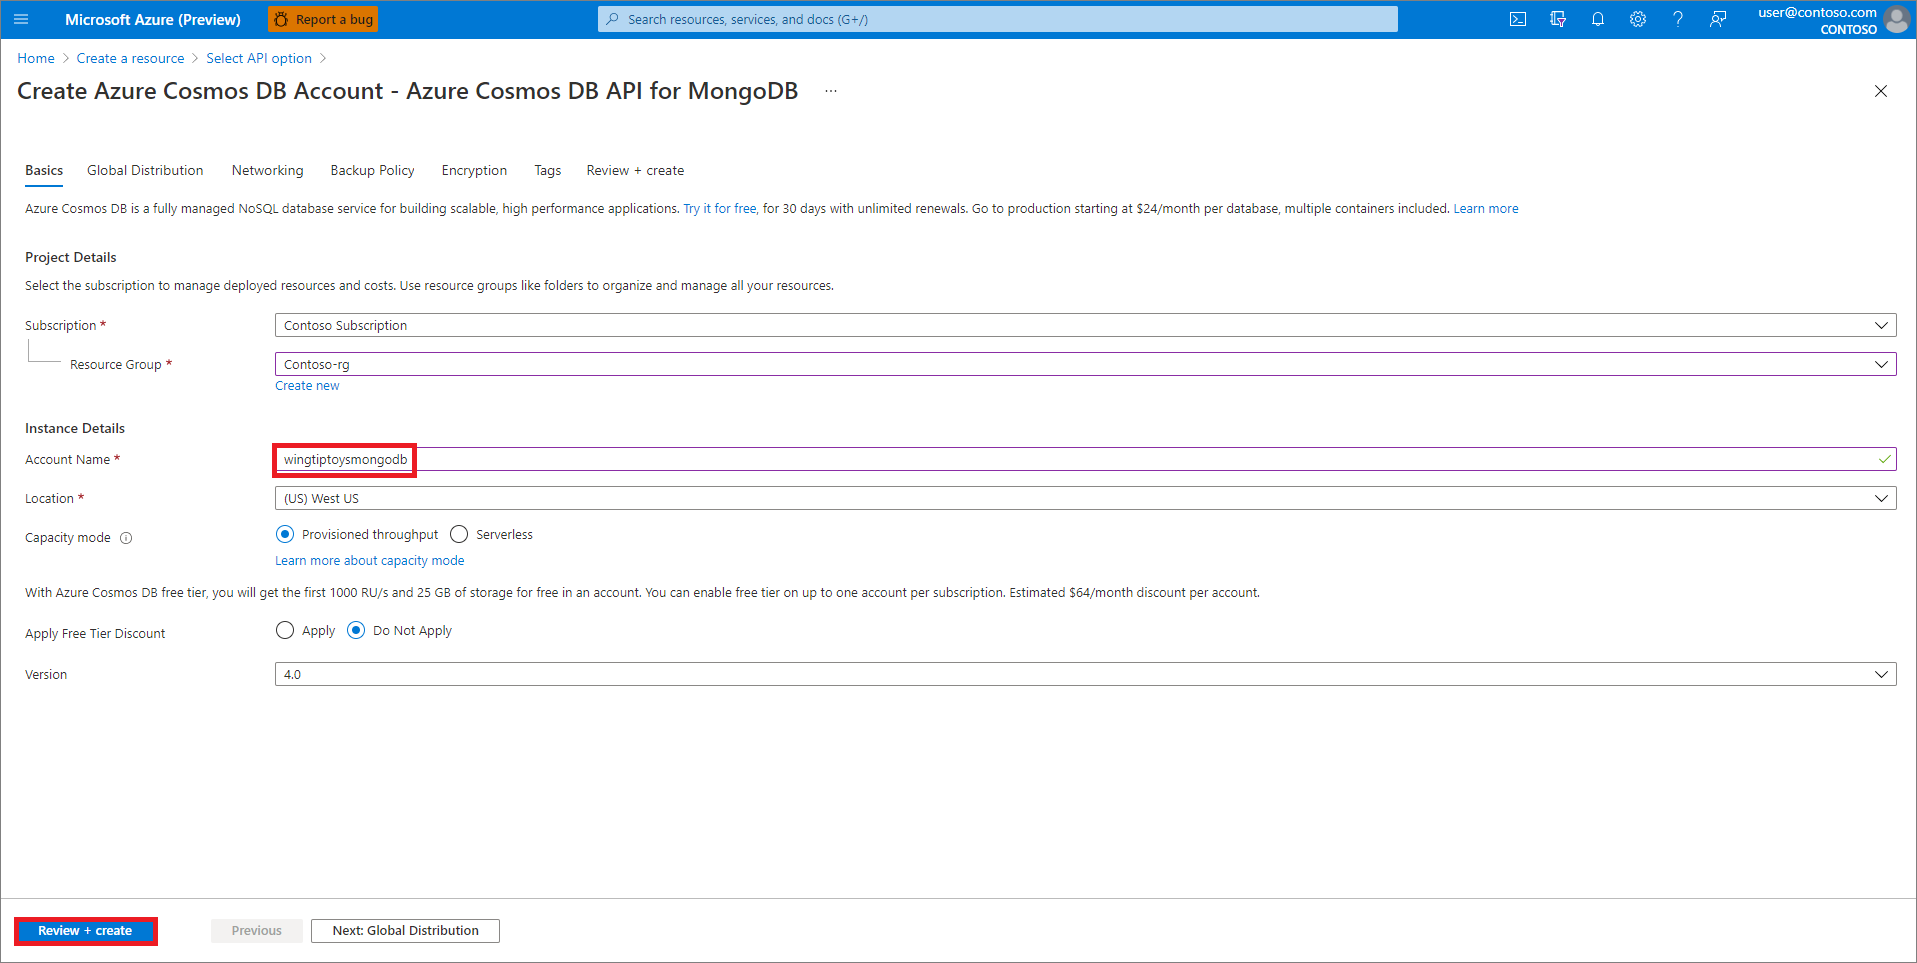 Microsoft Azure (Preview)
Report a bug
Search resources, services, and docs (G+/)
user@contoso.com
CONTOSO
Home > Create a resource > Select API option >
Create Azure Cosmos DB Account - Azure Cosmos DB API for MongoDB ...
Basics Global Distribution Networking Backup Policy Encryption Tags Review + create
Azure Cosmos DB is a fully managed NoSQL database service for building scalable, high performance applications. Try it for free, for 30 days with unlimited renewals. Go to production starting at $24/month per database, multiple containers included. Learn more
Project Details
Select the subscription to manage deployed resources and costs. Use resource groups like folders to organize and manage all your resources.
Subscription * Contoso Subscription
Resource Group * Contoso-rg
Create new
Instance Details
Account Name * wingtiptoysmongodb
Location * (US) West US
Capacity mode Provisioned throughput Serverless
Learn more about capacity mode
With Azure Cosmos DB free tier, you will get the first 1000 RU/s and 25 GB of storage for free in an account. You can enable free tier on up to one account per subscription. Estimated $64/month discount per account.
Apply Free Tier Discount Apply Do Not Apply
Version 4.0
Review + create Previous Next: Global Distribution